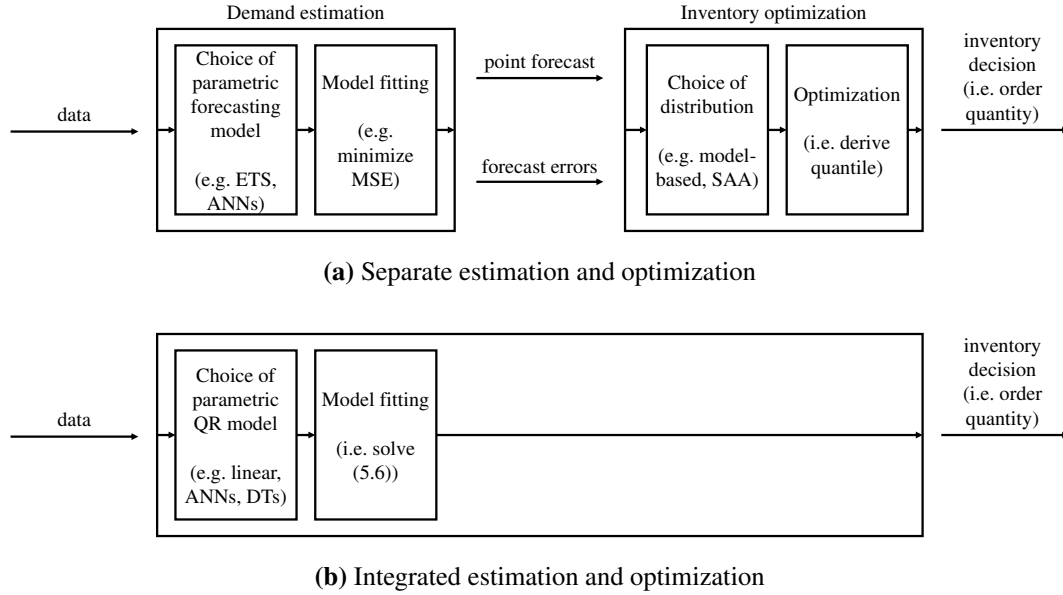 Demand estimation
Inventory optimization
data
Choice of
parametric
forecasting
model
(e.g. ETS,
ANNs)
Model fitting
(e.g.
minimize
MSE)
point forecast
forecast errors
Choice of
distribution
(e.g. model-
based, SAA)
Optimization
(i.e. derive
quantile)
inventory
decision
(i.e. order
quantity)
(a) Separate estimation and optimization
data
Choice of
parametric
QR model
(e.g. linear,
ANNs, DTs)
Model fitting
(i.e. solve
(5.6))
inventory
decision
(i.e. order
quantity)
(b) Integrated estimation and optimization